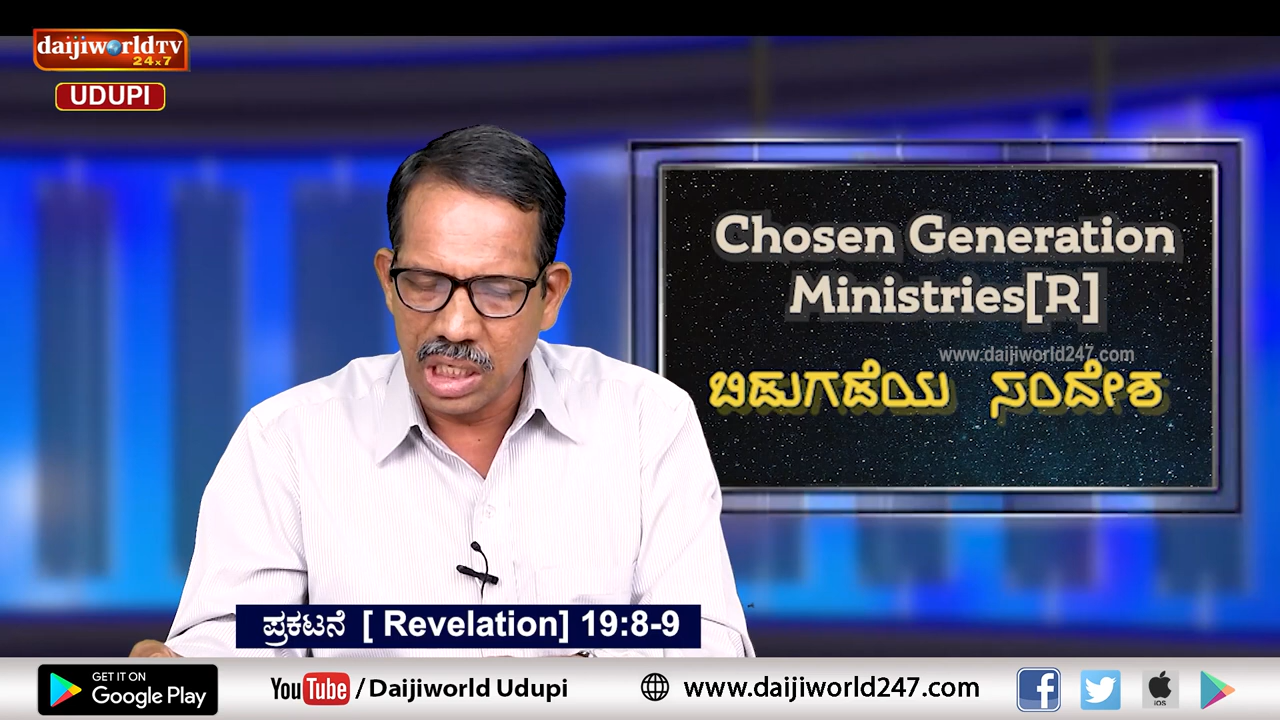 daijiworldTV
24x7
UDUPI
Chosen Generation
Ministries[R]
www.daijiworld247.com
ಬಿಡುಗಡೆಯ ಸಂದೇಶ
ಪ್ರಕಟನೆ [ Revelation] 19:8-9
GET IT ON
Google Play
YouTube / Daijiworld Udupi
www.daijiworld247.com
iOS